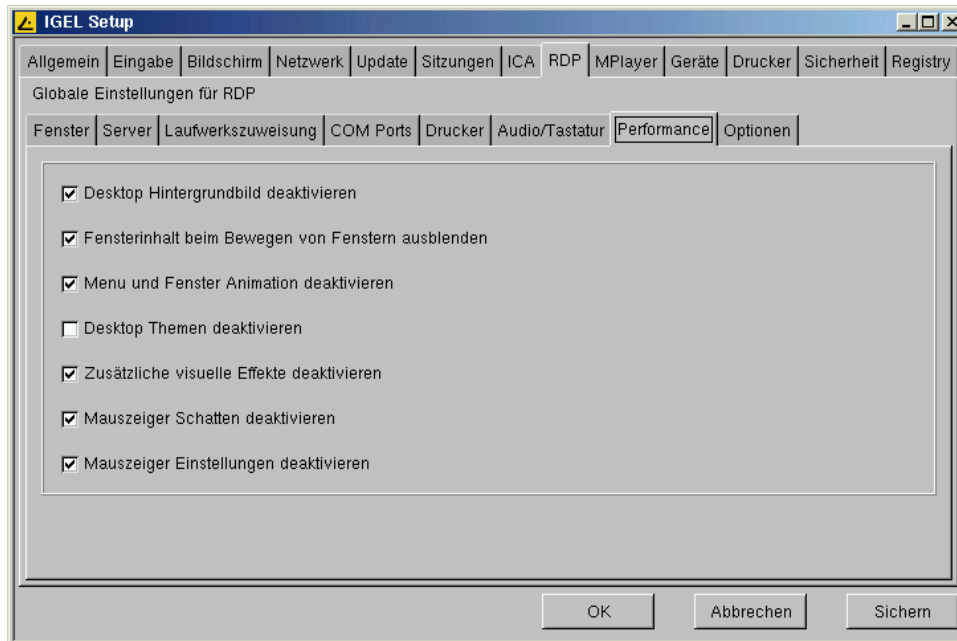 IGEL Setup
Allgemein Eingabe Bildschirm Netzwerk Update Sitzungen ICA RDP MPlayer Geräte Drucker Sicherheit Registry
Globale Einstellungen für RDP
Fenster Server Laufwerkszuweisung COM Ports Drucker Audio/Tastatur Performance Optionen
Desktop Hintergrundbild deaktivieren
Fensterinhalt beim Bewegen von Fenstern ausblenden
Menu und Fenster Animation deaktivieren
Desktop Themen deaktivieren
Zusätzliche visuelle Effekte deaktivieren
Mauszeiger Schatten deaktivieren
Mauszeiger Einstellungen deaktivieren
OK Abbrechen Sichern